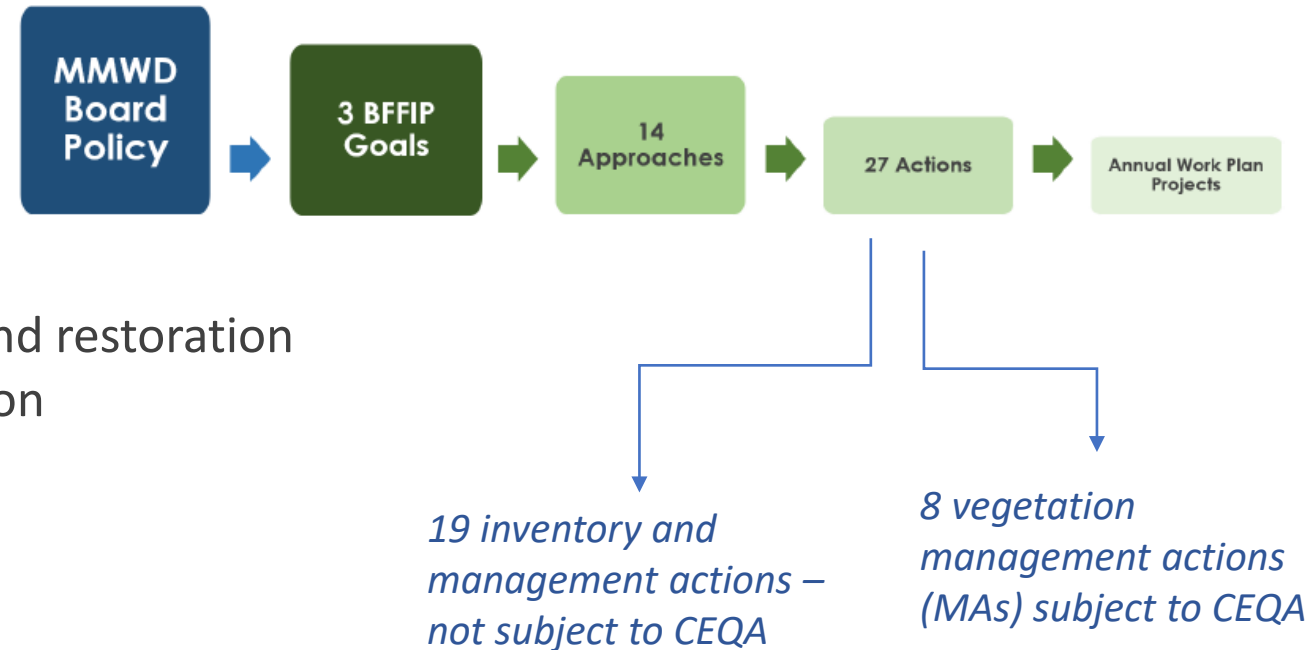 MMWD
Board
Policy
3 BFFIP
Goals
14
Approaches
27 Actions
Annual Work Plan
Projects
nd restoration
on
19 inventory and
management actions –
not subject to CEQA
8 vegetation
management actions
(MAs) subject to CEQA